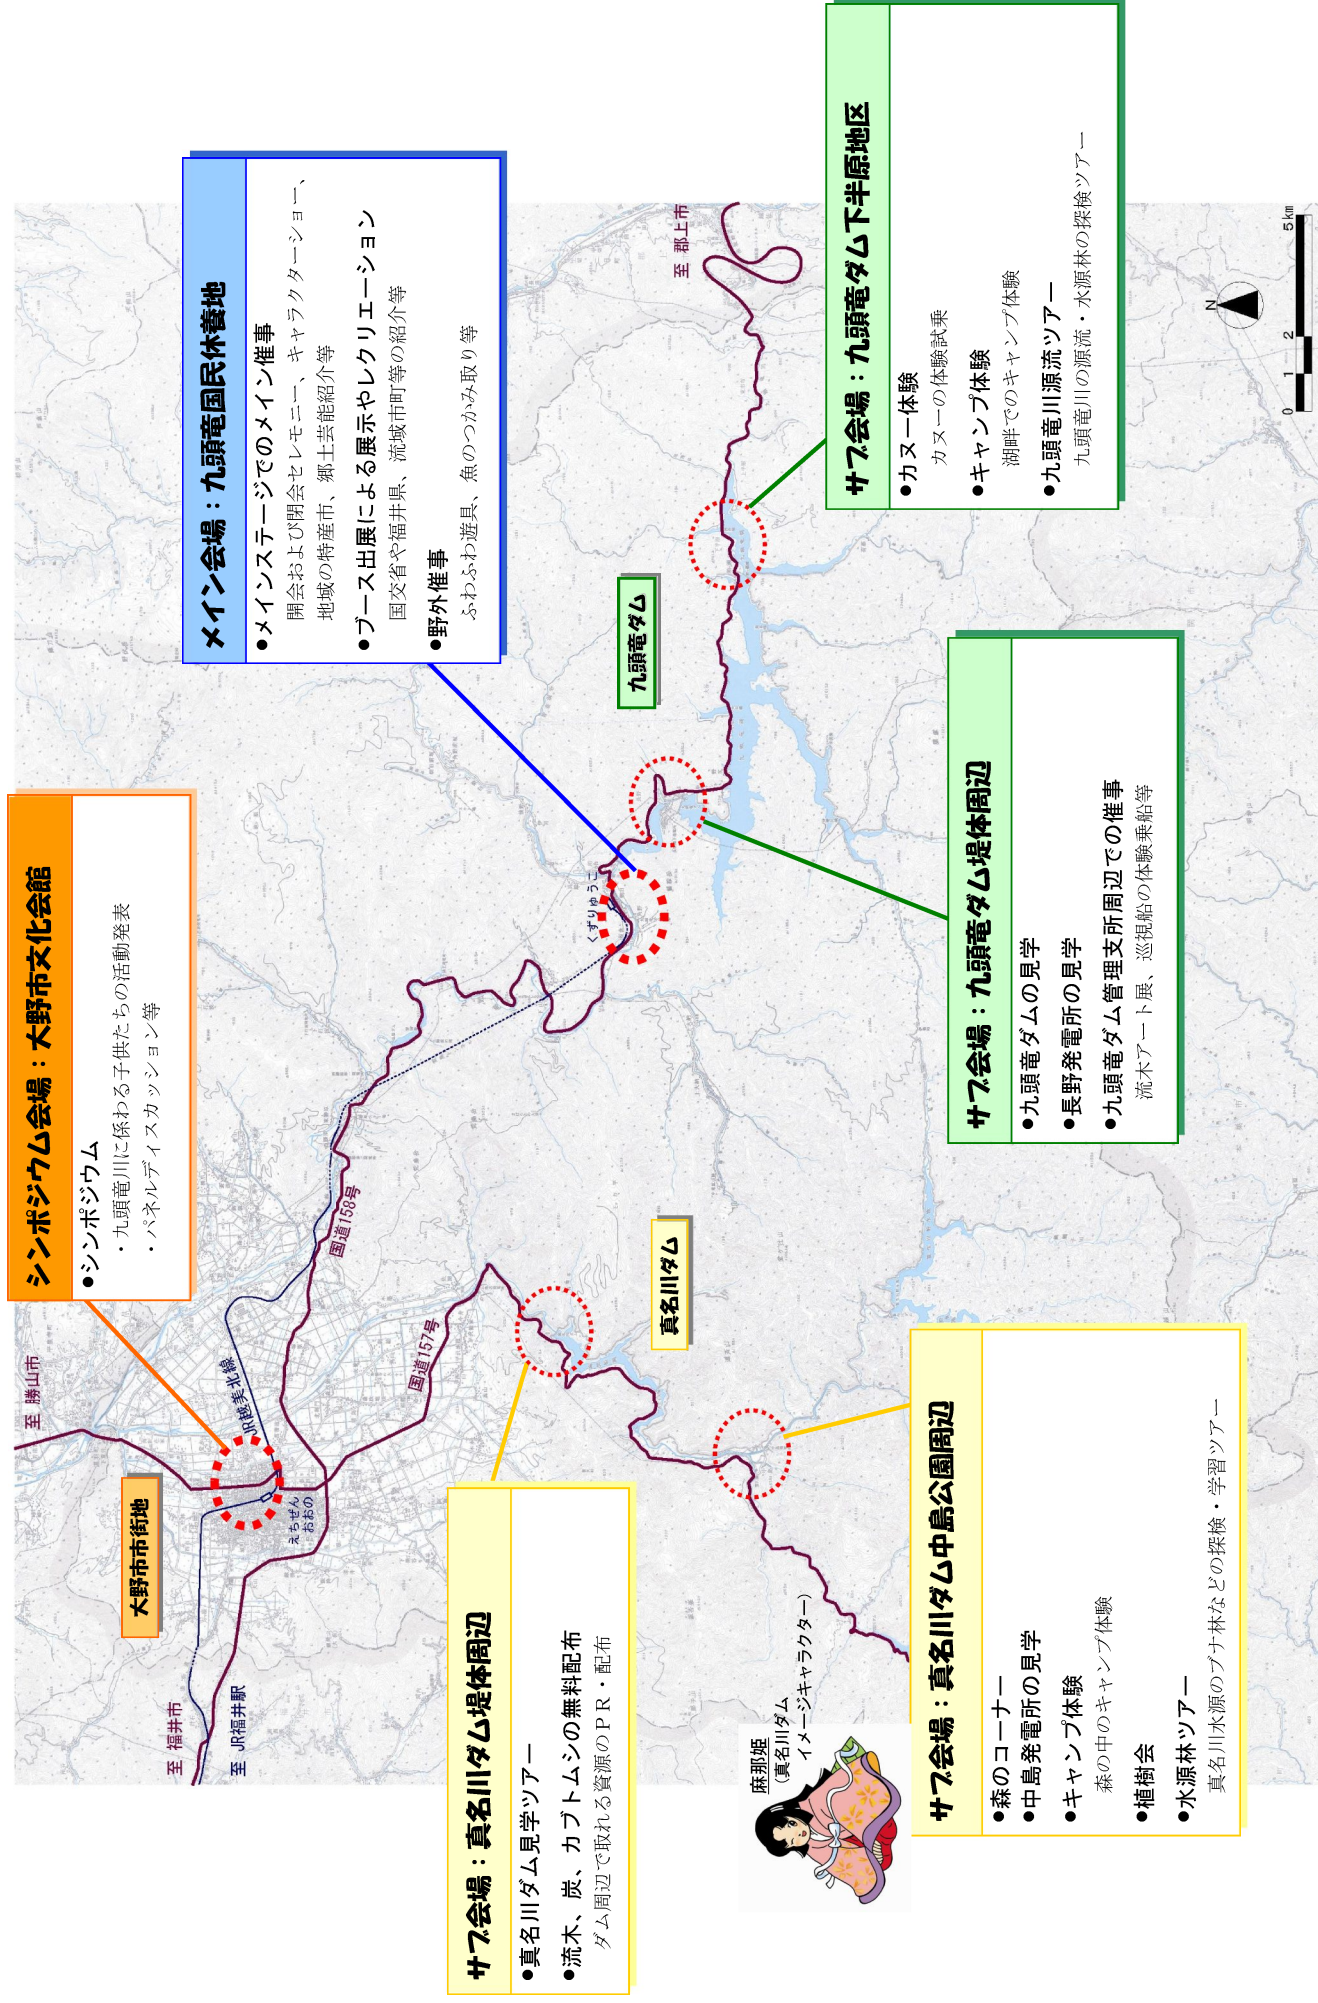 シンポジウム会場：大野市文化会館
●シンポジウム
・九頭竜川に係わる子供たちの活動発表
・パネルディスカッション等
メイン会場：九頭竜国民休養地
●メインステージでのメイン催事
開会および閉会セレモニー、キャラクターショー、
地域の特産市、郷土芸能紹介等
●ブース出展による展示やレクリエーション
国交省や福井県、流域市町等の紹介等
●野外催事
ふわふわ遊具、魚のつかみ取り等
大野市市街地
至 勝山市
至 福井市
至 JR福井駅
JR越美北線
えちぜん
おおの
国道158号
国道157号
くずりゅうこ
九頭竜ダム
至 郡上市
真名川ダム
サブ会場：真名川ダム堤体周辺
●真名川ダム見学ツアー
●流木、炭、カブトムシの無料配布
ダム周辺で取れる資源のＰＲ・配布
麻那姫
（真名川ダム
イメージキャラクター）
サブ会場：真名川ダム中島公園周辺
●森のコーナー
●中島発電所の見学
●キャンプ体験
森の中のキャンプ体験
●植樹会
●水源林ツアー
真名川水源のブナ林などの探検・学習ツアー
サブ会場：九頭竜ダム堤体周辺
●九頭竜ダムの見学
●長野発電所の見学
●九頭竜ダム管理支所周辺での催事
流木アート展、巡視船の体験乗船等
サブ会場：九頭竜ダム下半原地区
●カヌー体験
カヌーの体験試乗
●キャンプ体験
湖畔でのキャンプ体験
●九頭竜川源流ツアー
九頭竜川の源流・水源林の探検ツアー
N
0 1 2 5km